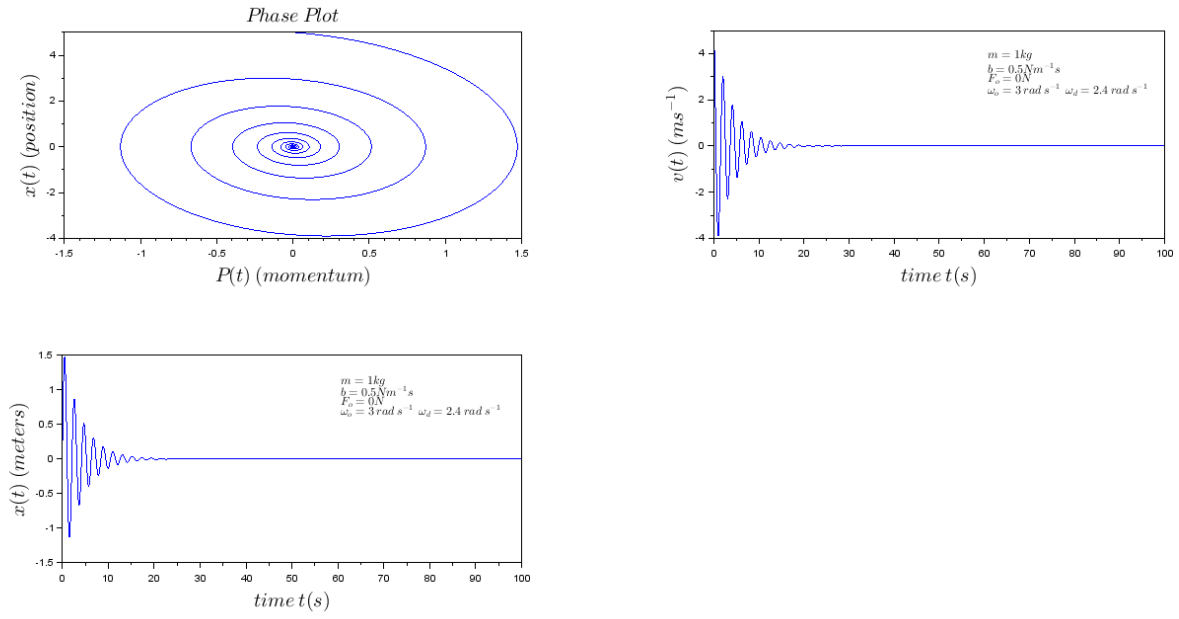 Phase Plot
x(t) (position)
4
2
0
-2
-4
-1.5 -1 -0.5 0 0.5 1 1.5
P(t) (momentum)
v(t) (ms⁻¹)
4
2
0
-2
-4
m = 1kg
b = 0.5Nm⁻¹s
F_o = 0N
ω_o = 3 rad s⁻¹ ω_d = 2.4 rad s⁻¹
0 10 20 30 40 50 60 70 80 90 100
time t(s)
x(t) (meters)
1.5
1
0.5
0
-0.5
-1
-1.5
m = 1kg
b = 0.5Nm⁻¹s
F_o = 0N
ω_o = 3 rad s⁻¹ ω_d = 2.4 rad s⁻¹
0 10 20 30 40 50 60 70 80 90 100
time t(s)